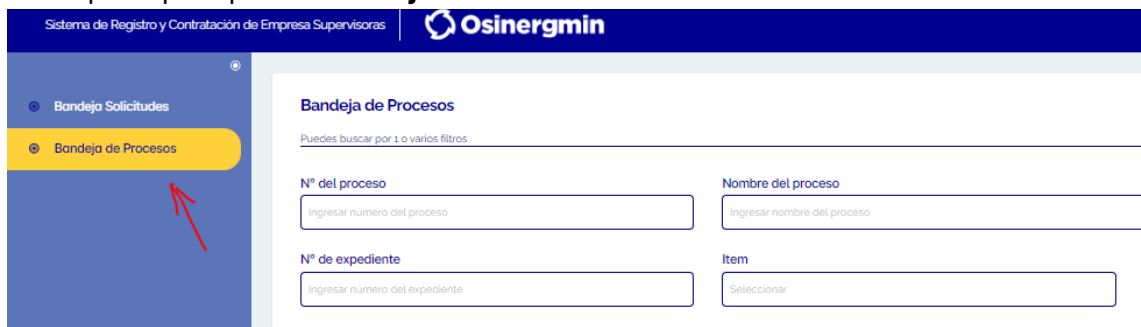 Sistema de Registro y Contratación de Empresa Supervisoras
Osinergmin
Bandeja Solicitudes
Bandeja de Procesos
Bandeja de Procesos
Puedes buscar por 1 o varios filtros
N° del proceso
Nombre del proceso
Ingresar número del proceso
Ingresar nombre del proceso
N° de expediente
Item
Ingresar número del expediente
Seleccionar